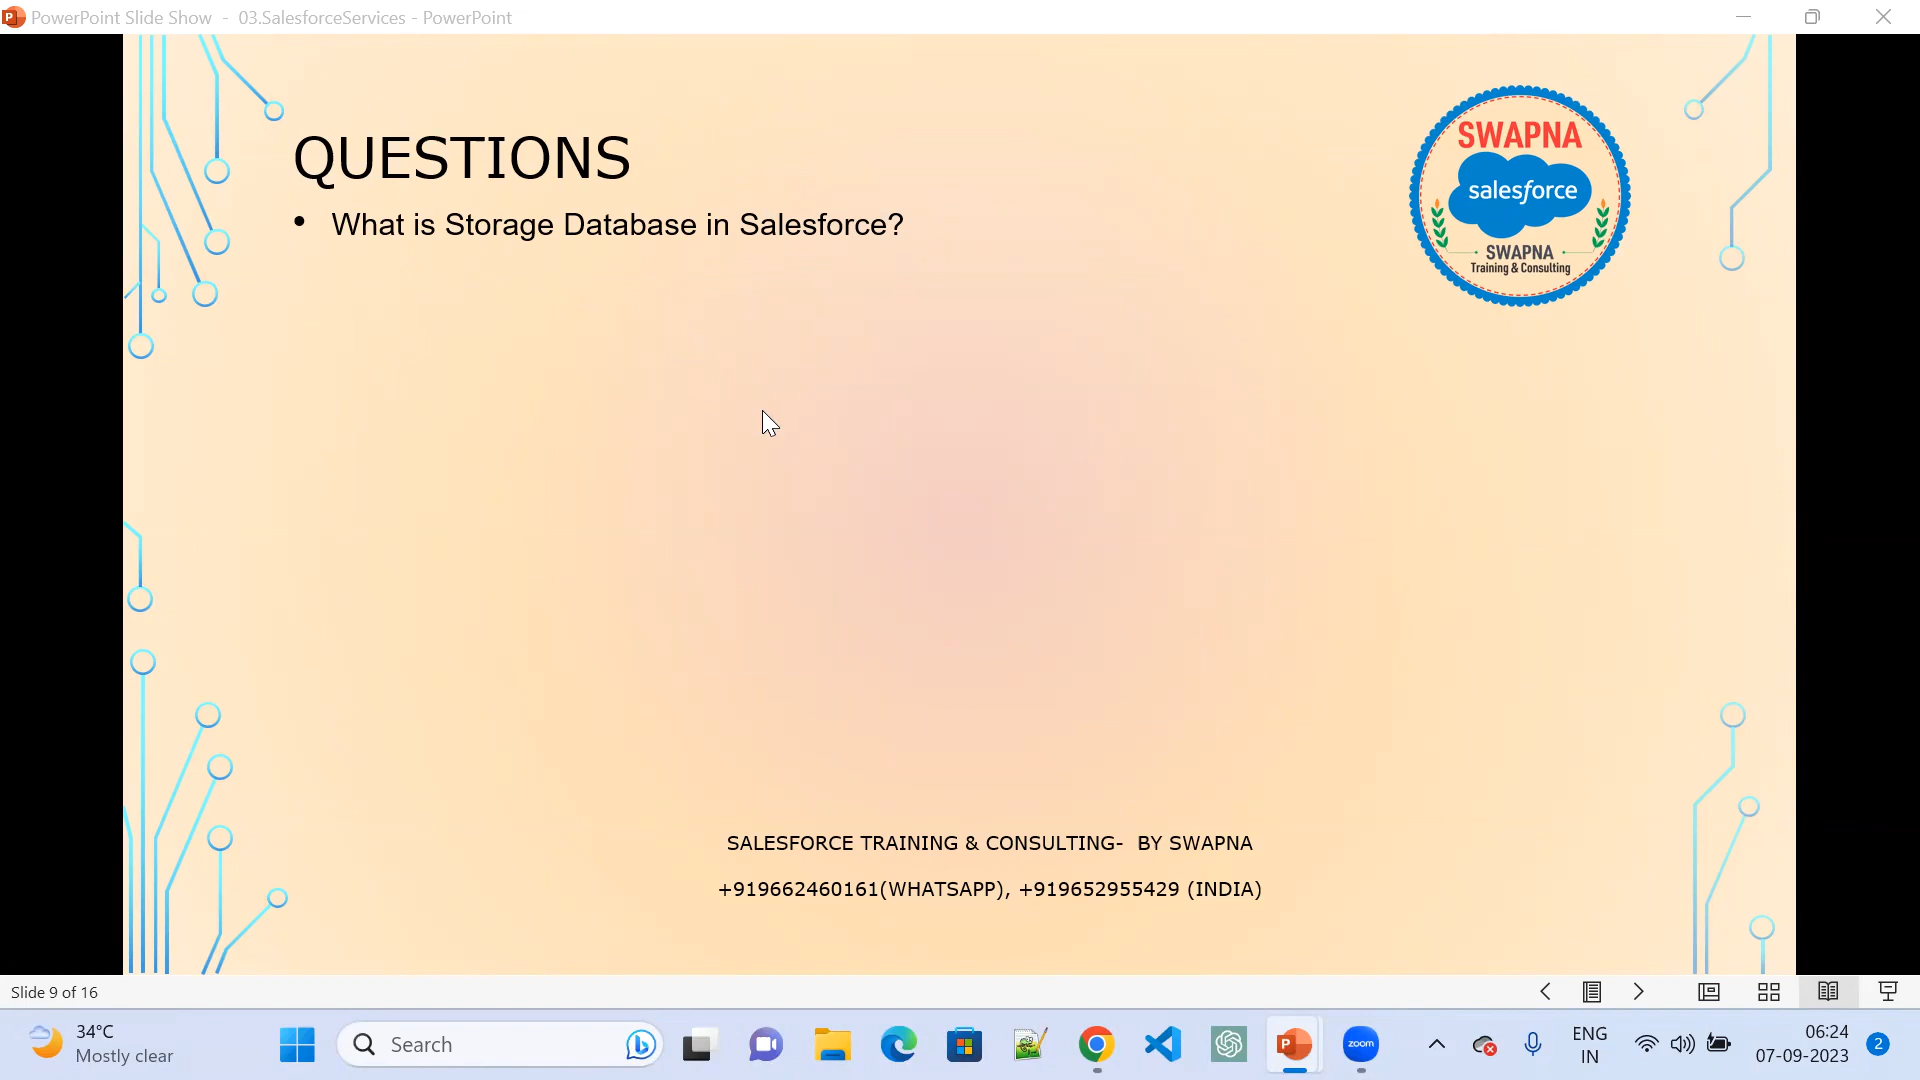 PowerPoint Slide Show - 03.SalesforceServices - PowerPoint
QUESTIONS
• What is Storage Database in Salesforce?
SWAPNA
salesforce
SWAPNA
Training & Consulting
SALESFORCE TRAINING & CONSULTING- BY SWAPNA
+919662460161(WHATSAPP), +919652955429 (INDIA)
Slide 9 of 16
34°C
Mostly clear
Search
zoom
ENG
IN
06:24
07-09-2023
2